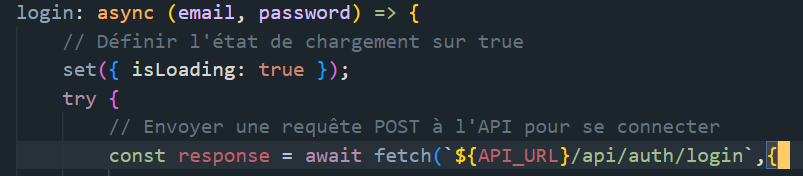 login: async (email, password) => {
// Définir l'état de chargement sur true
set({ isLoading: true });
try {
// Envoyer une requête POST à l'API pour se connecter
const response = await fetch(`${API_URL}/api/auth/login`,{